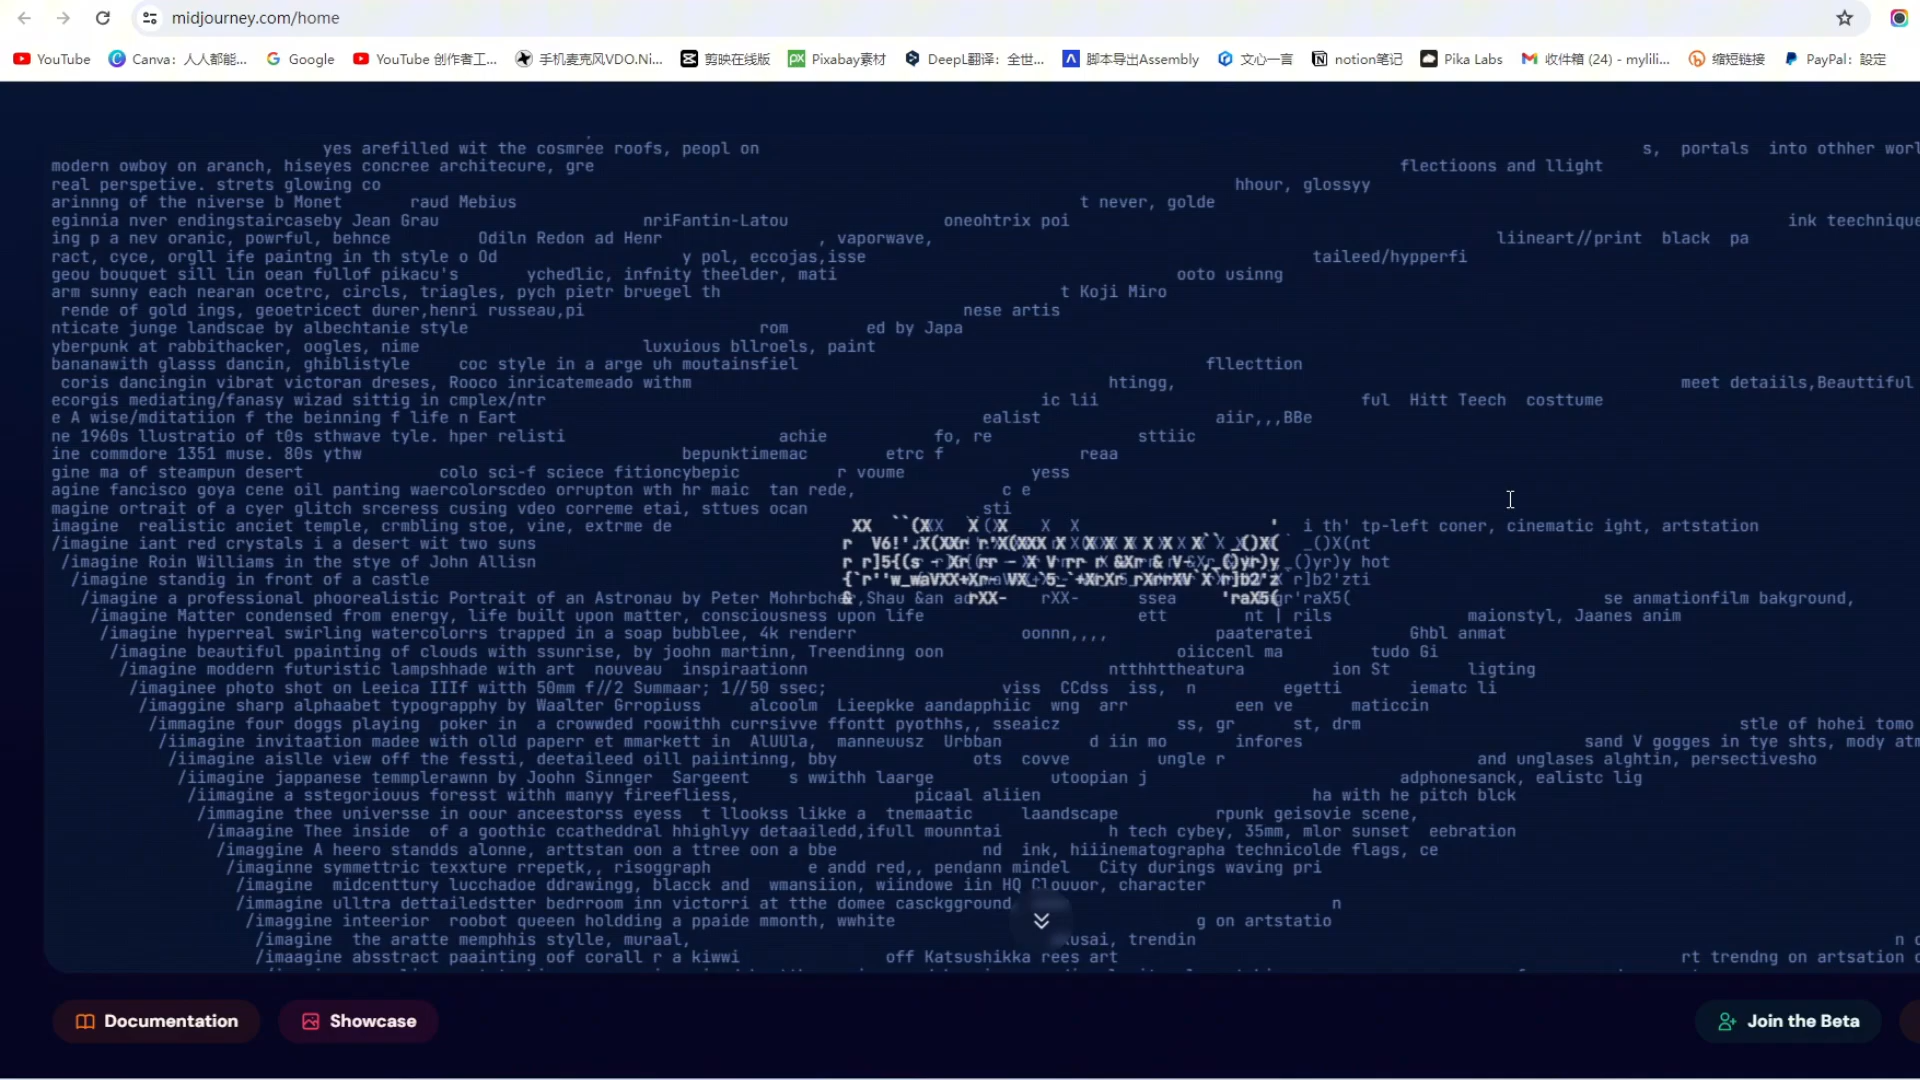 midjourney.com/home
YouTube Canva：人人都能... Google YouTube 创作者工... 手机麦克风VDO.Ni... 剪映在线版 Pixabay素材 DeepL翻译：全世... 脚本导出Assembly 文心一言 notion笔记 Pika Labs 收件箱 (24) - mylili... 缩短链接 PayPal：設定
yes arefilled wit the cosmree roofs, peopl on s, portals into othher worl
modern owboy on aranch, hiseyes concree architecure, gre flectioons and llight
real perspetive. strets glowing co hhour, glossyy
arinnng of the niverse b Monet raud Mebius t never, golde
eginnia nver endingstaircaseby Jean Grau nriFantin-Latou oneohtrix poi ink teechnique
ing p a nev oranic, powrful, behnce Odiln Redon ad Henr , vaporwave, liineart//print black pa
ract, cyce, orgll ife paintng in th style o Od y pol, eccojas,isse taileed/hypperfi
geou bouquet sill lin oean fullof pikacu's ychedlic, infnity theelder, mati ooto usinng
arm sunny each nearan ocetrc, circls, triagles, pych pietr bruegel th t Koji Miro
rende of gold ings, geoetricect durer,henri russeau,pi nese artis
nticate junge landscae by albechtanie style rom ed by Japa
yberpunk at rabbithacker, oogles, nime luxuious bllroels, paint
bananawith glasss dancin, ghiblistyle coc style in a arge uh moutainsfiel fllecttion
coris dancingin vibrat victoran dreses, Rooco inricatemeado withm htingg, meet detaiils,Beauttiful
ecorgis mediating/fanasy wizad sittig in cmplex/ntr ic lii ful Hitt Teech costtume
e A wise/mditatiion f the beinning f life n Eart ealist aiir,,,BBe
ne 1960s llustratio of t0s sthwave tyle. hper relisti achie fo, re sttiic
ine commdore 1351 muse. 80s ythw bepunktimemac etrc f reaa
gine ma of steampun desert colo sci-f sciece fitioncybepic r voume yess
agine fancisco goya cene oil panting waercolorscdeo orrupton wth hr maic tan rede, c e
magine ortrait of a cyer glitch srceress cusing vdeo correme etai, sttues ocan sti
imagine realistic anciet temple, crmbling stoe, vine, extrme de i th' tp-left coner, cinematic ight, artstation
/imagine iant red crystals i a desert wit two suns
/imagine Roin Williams in the stye of John Allisn hot
/imagine standig in front of a castle
/imagine a professional phoorealistic Portrait of an Astronau by Peter Mohrbcher,Shau &an ad rXX- ssea se anmationfilm bakground,
/imagine Matter condensed from energy, life built upon matter, consciousness upon life ett nt | rils maionstyl, Jaanes anim
/imagine hyperreal swirling watercolorrs trapped in a soap bubblee, 4k renderr oonnn,,,, paateratei Ghbl anmat
/imagine beautiful ppainting of clouds with ssunrise, by joohn martinn, Treendinng oon oiiccenl ma tudo Gi
/imagine moddern futuristic lampshhade with art nouveau inspiraationn ntthhttheatura ion St ligting
/imaginee photo shot on Leeica IIIf witth 50mm f//2 Summaar; 1//50 ssec; viss CCdss iss, n egetti iematc li
/imaggine sharp alphaabet typograpphy by Waalter Grropiuss alcoolm Lieepkke aandapphiic wng arr een ve maticcin
/immagine four doggs playing poker in a crowwded roowithh currsivve ffontt pyothhs,, sseaicz ss, gr st, drm stle of hohei tomo
/iimagine invitaation madee with olld paperr et mmarkett in AlUUla, manneuusz Urbban d iin mo infores sand V gogges in tye shts, mody atm
/iimagine aislle view off the fessti, deetaileed oill paiinting, bby ots covve ungle r and unglases alghtin, persectivesho
/iimagine jappanese temmplerawnn by Joohn Sinnger Sargeent s wwithh laarge utoopian j adphonesanck, ealistc lig
/iimagine a sstegoriouus foresst withh manyy fireefliess, picaal aliien ha with he pitch blck
/immagine thee universse in oour anceestorss eyess t llookss likke a tnemaatic laandscape rpunk geisovie scene,
/imaagine Thee inside of a goothic ccatheddral hhighlyy detaailedd,ifull mounntai h tech cybey, 35mm, mlor sunset eebration
/imaggine A heero standds alonne, arttstan oon a ttree oon a bbe nd ink, hiiinematographa technicolde flags, ce
/imaginne symmettric texxture rrepetk,, risoggraph e andd red,, pendann mindel City durings waving pri
/imagine midcenttury lucchadoe ddrawingg, blacck and wmansiion, wiindowe iin HQ Clouuor, character
/immagine ulltra dettailedstter bedroom inn victorri at tthe domee casckgground n
/imagine inteerior roobot queeen holdding a ppaide mmonth, wwhite g on artstatio
/imagine the aratte memphhis stylle, muraal, kusai, trendin n d
/imaagine absstract paainting oof corall r a kiwwi off Katsushikka rees art rt trendng on artsation
Documentation Showcase Join the Beta